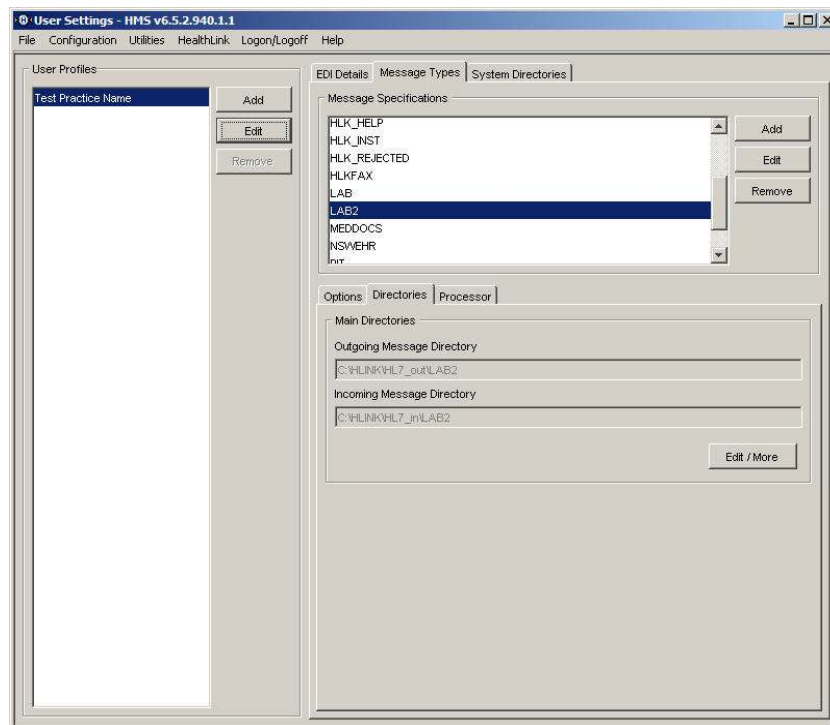 User Settings - HMS v6.5.2.940.1.1
File Configuration Utilities HealthLink Logon/Logoff Help
User Profiles
Test Practice Name
Add
Edit
Remove
EDI Details Message Types System Directories
Message Specifications
HLK_HELP
HLK_INST
HLK_REJECTED
HLKFAX
LAB
LAB2
MEDDOCS
NSWEHR
Add
Edit
Remove
Options Directories Processor
Main Directories
Outgoing Message Directory
C:\HLINK\HL7_out\LAB2
Incoming Message Directory
C:\HLINK\HL7_in\LAB2
Edit / More